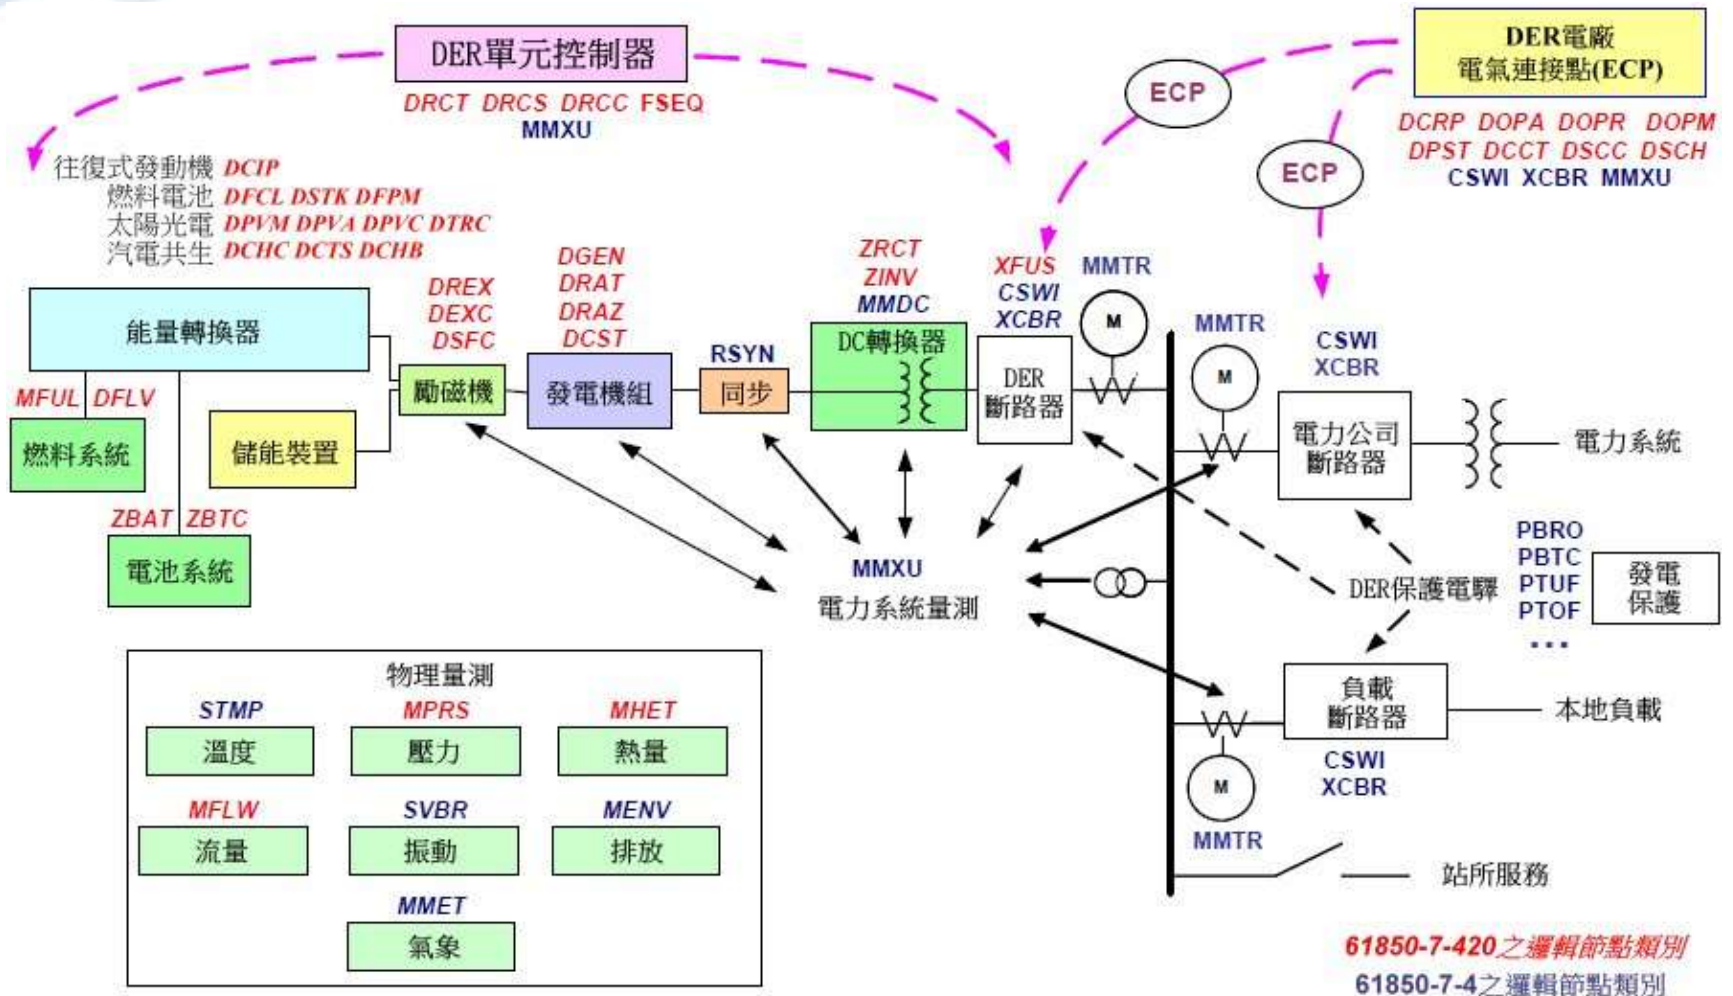 DER單元控制器
DRCT DRCS DRCC FSEQ
MMXU
ECP
ECP
DER電廠
電氣連接點(ECP)
DCRP DOPA DOPR DOPM
DPST DCCT DSCC DSCH
CSWI XCBR MMXU
往復式發動機 DCIP
燃料電池 DFCL DSTK DFPM
太陽光電 DPVM DPVA DPVC DTRC
汽電共生 DCHC DCTS DCHB
能量轉換器
MFUL DFLV
燃料系統
儲能裝置
ZBAT ZBTC
電池系統
DREX
DEXC
DSFC
勵磁機
DGEN
DRAT
DRAZ
DCST
發電機組
RSYN
同步
ZRCT
ZINV
MMDC
DC轉換器
XFUS
CSWI
XCBR
DER
斷路器
MMTR
M
MMTR
M
CSWI
XCBR
電力公司
斷路器
電力系統
MMXU
電力系統量測
DER保護電驛
PBRO
PBTC
PTUF
PTOF
...
發電
保護
負載
斷路器
CSWI
XCBR
本地負載
M
MMTR
站所服務
物理量測
STMP
溫度
MPRS
壓力
MHET
熱量
MFLW
流量
SVBR
振動
MENV
排放
MMET
氣象
61850-7-420之邏輯節點類別
61850-7-4之邏輯節點類別